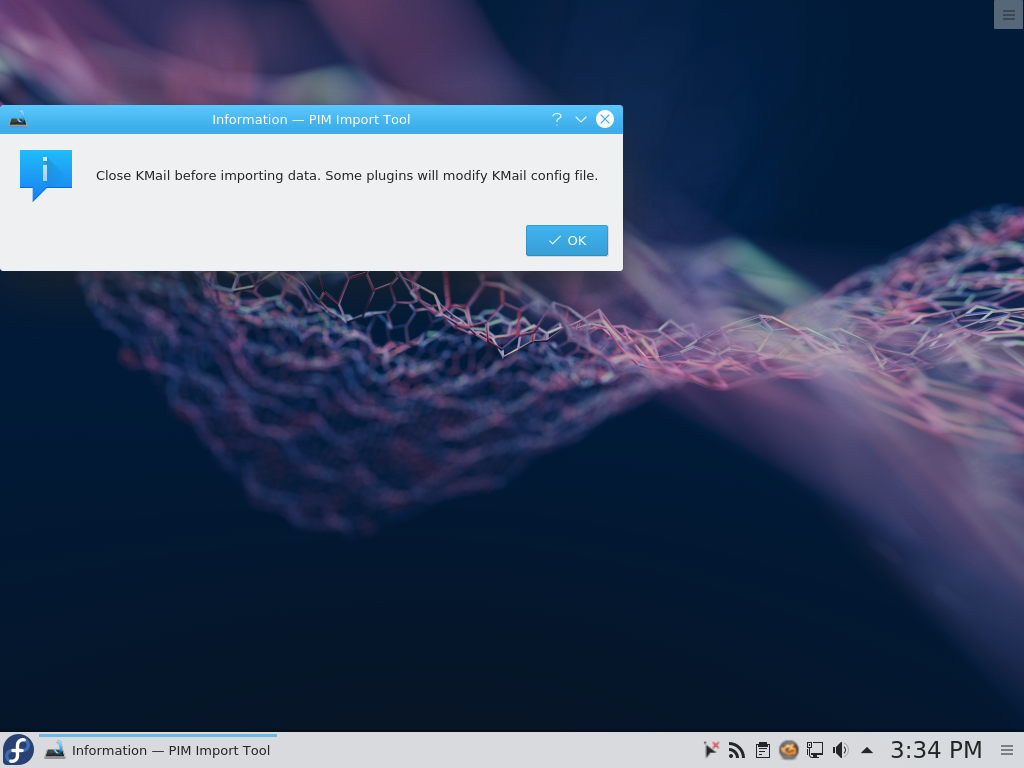 Information — PIM Import Tool
Close KMail before importing data. Some plugins will modify KMail config file.
OK
Information — PIM Import Tool
3:34 PM